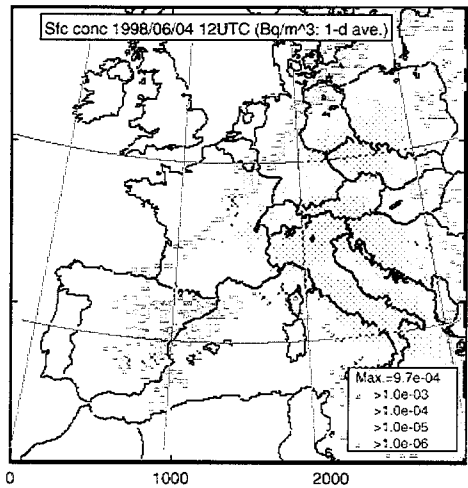 Sfc conc 1998/06/04 12UTC (Bq/m^3: 1-d ave.)
Max.=9.7e-04
>1.0e-03
>1.0e-04
>1.0e-05
>1.0e-06
0 1000 2000